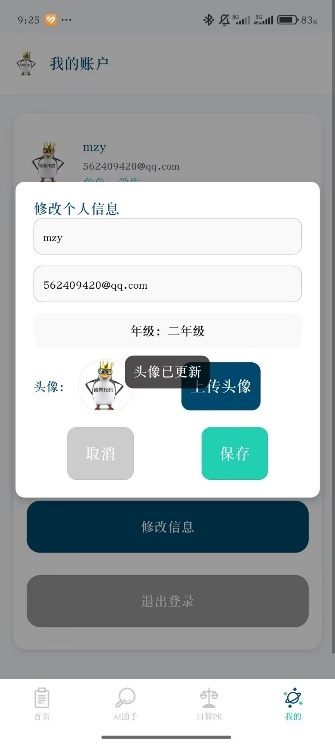 9:25
83%
我的账户
mzy
562409420@qq.com
修改个人信息
mzy
562409420@qq.com
年级：二年级
头像：
头像已更新
上传头像
取消
保存
修改信息
退出登录
首页
AI助手
口算PK
我的